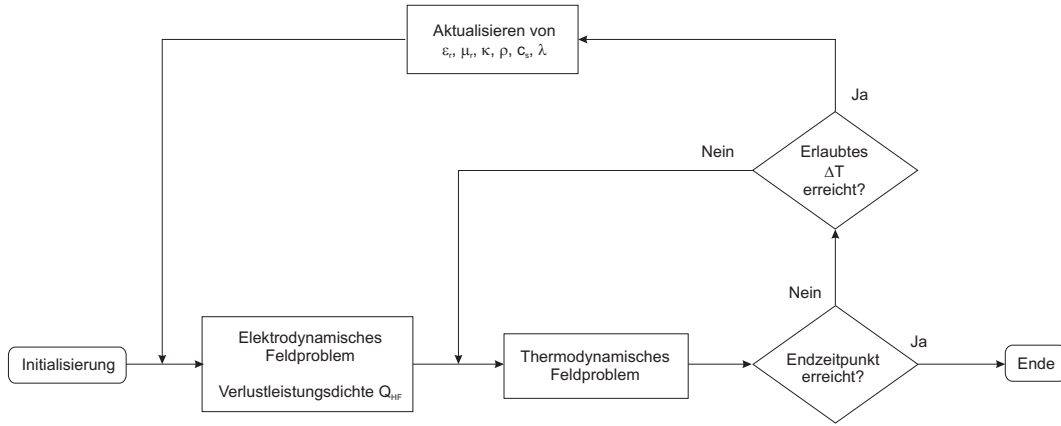 Aktualisieren von
εr, μr, κ, ρ, cs, λ
Ja
Nein
Erlaubtes
ΔT
erreicht?
Nein
Elektrodynamisches
Feldproblem
Verlustleistungsdichte QHF
Initialisierung
Thermodynamisches
Feldproblem
Endzeitpunkt
erreicht?
Ja
Ende